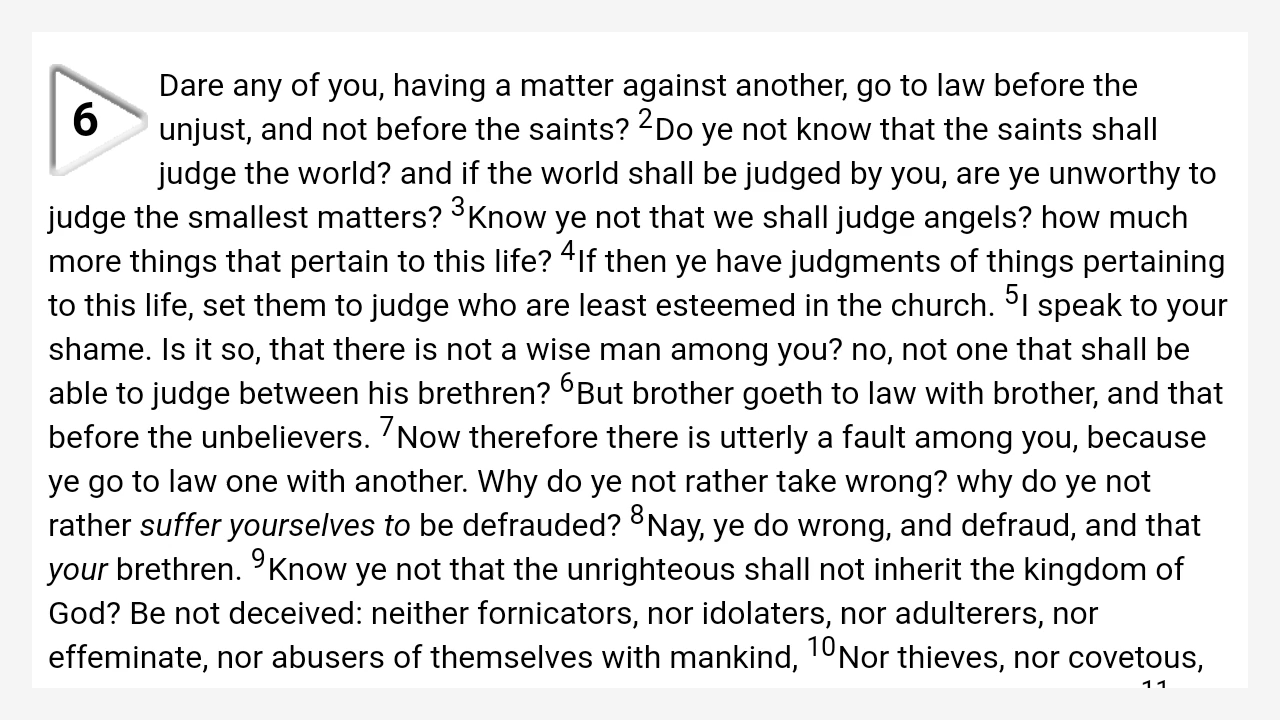 6
Dare any of you, having a matter against another, go to law before the
unjust, and not before the saints? 2Do ye not know that the saints shall
judge the world? and if the world shall be judged by you, are ye unworthy to
judge the smallest matters? 3Know ye not that we shall judge angels? how much
more things that pertain to this life? 4If then ye have judgments of things pertaining
to this life, set them to judge who are least esteemed in the church. 5I speak to your
shame. Is it so, that there is not a wise man among you? no, not one that shall be
able to judge between his brethren? 6But brother goeth to law with brother, and that
before the unbelievers. 7Now therefore there is utterly a fault among you, because
ye go to law one with another. Why do ye not rather take wrong? why do ye not
rather suffer yourselves to be defrauded? 8Nay, ye do wrong, and defraud, and that
your brethren. 9Know ye not that the unrighteous shall not inherit the kingdom of
God? Be not deceived: neither fornicators, nor idolaters, nor adulterers, nor
effeminate, nor abusers of themselves with mankind, 10Nor thieves, nor covetous,